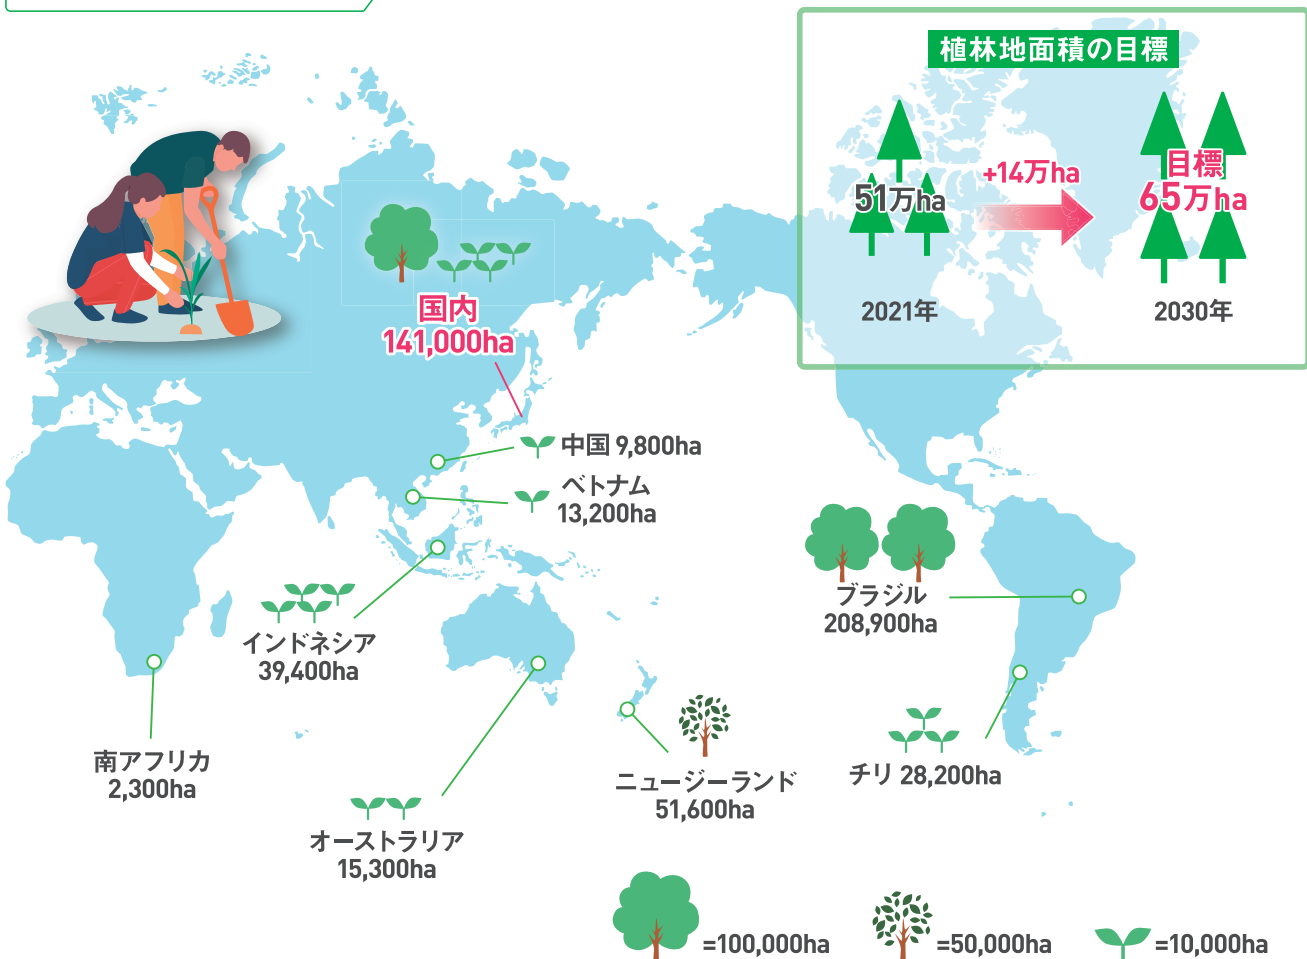 植林地面積の目標
+14万ha
51万ha
目標
65万ha
2021年
2030年
国内
141,000ha
中国 9,800ha
ベトナム
13,200ha
ブラジル
208,900ha
インドネシア
39,400ha
南アフリカ
2,300ha
ニュージーランド
51,600ha
チリ 28,200ha
オーストラリア
15,300ha
=100,000ha
=50,000ha
=10,000ha